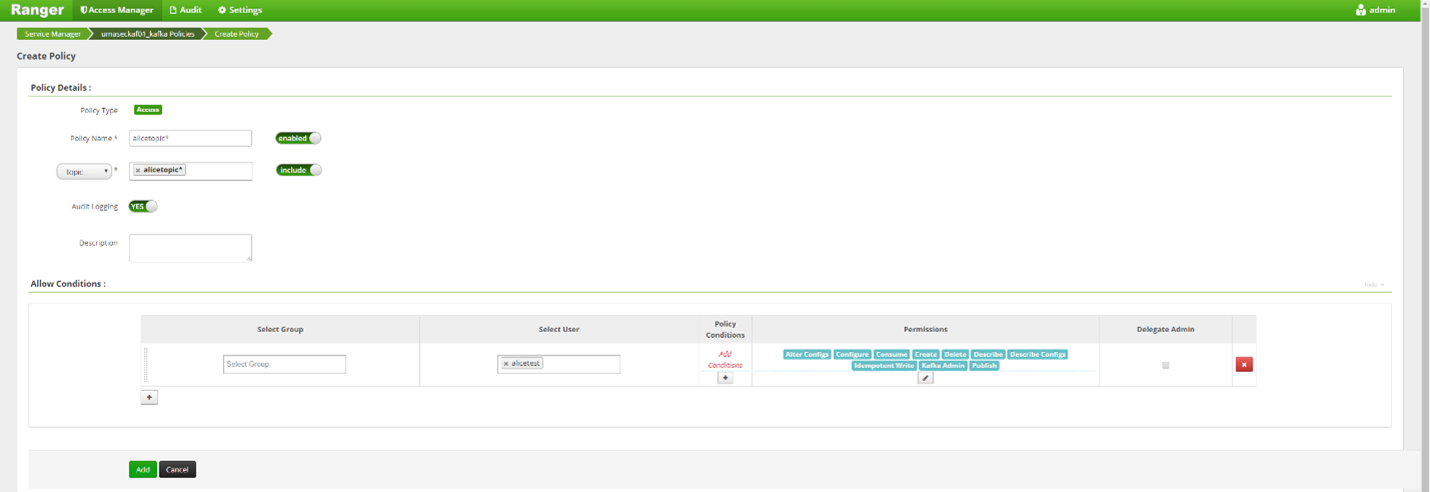 Ranger Access Manager Audit Settings admin
Service Manager umaseckaf01_kafka Policies Create Policy
Create Policy
Policy Details :
Policy Type Access
Policy Name * alicetopic* enabled
topic * × alicetopic* include
Audit Logging YES
Description
Allow Conditions :
hide
Select Group Select User Policy Conditions Permissions Delegate Admin
Select Group × alicetest Add Conditions + Alter Configs Configure Consume Create Delete Describe Describe Configs
Idempotent Write Kafka Admin Publish
+
Add Cancel